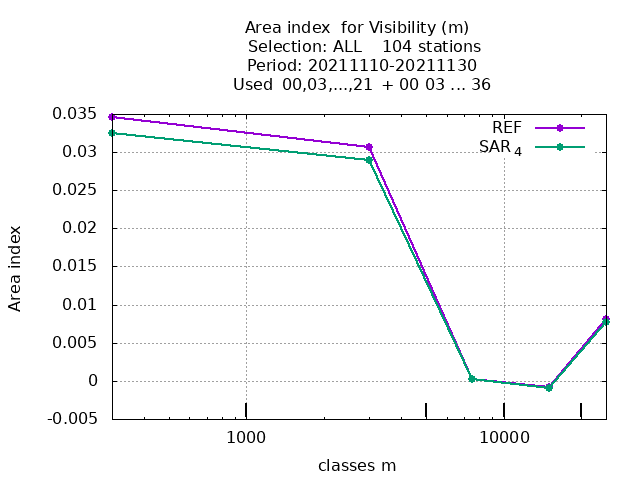 Area index  for Visibility (m)
Selection: ALL    104 stations
Period: 20211110-20211130
Used  00,03,...,21  + 00 03 ... 36
0.035
0.03
0.025
0.02
0.015
0.01
0.005
0
-0.005
Area index
REF
SAR 4
1000
10000
classes m